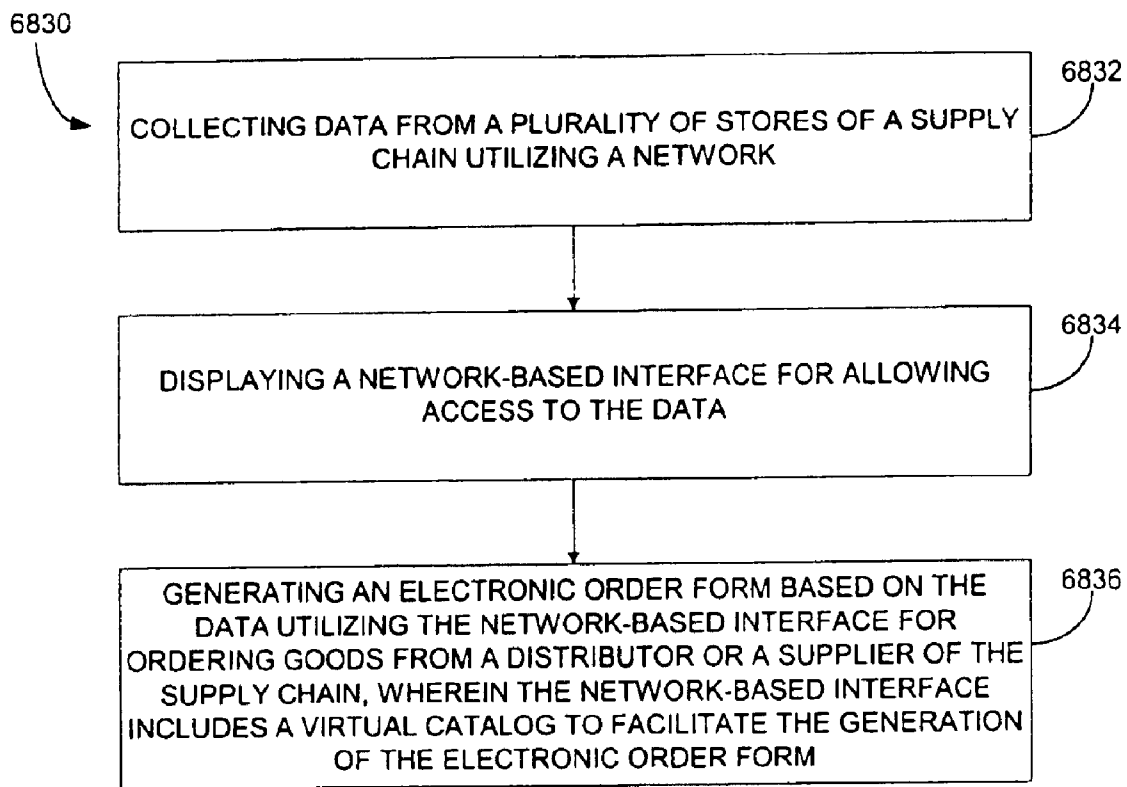 6830
6832
COLLECTING DATA FROM A PLURALITY OF STORES OF A SUPPLY
CHAIN UTILIZING A NETWORK
6834
DISPLAYING A NETWORK-BASED INTERFACE FOR ALLOWING
ACCESS TO THE DATA
6836
GENERATING AN ELECTRONIC ORDER FORM BASED ON THE
DATA UTILIZING THE NETWORK-BASED INTERFACE FOR
ORDERING GOODS FROM A DISTRIBUTOR OR A SUPPLIER OF THE
SUPPLY CHAIN, WHEREIN THE NETWORK-BASED INTERFACE
INCLUDES A VIRTUAL CATALOG TO FACILITATE THE GENERATION
OF THE ELECTRONIC ORDER FORM